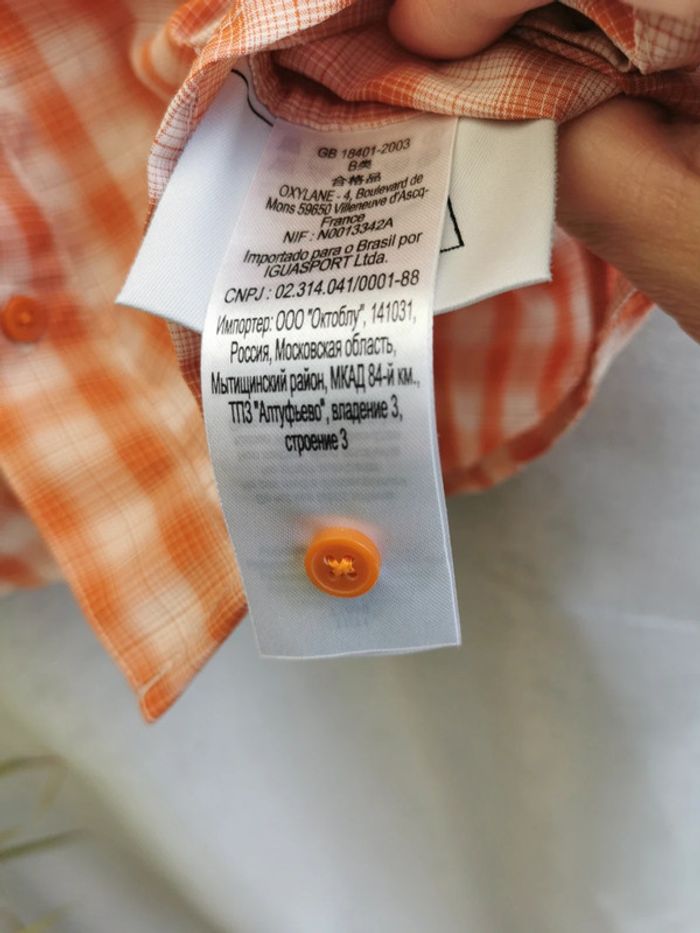 GB 18401-2003
B类
合格品
OXYLANE - 4, Boulevard de
Mons 59650 Villeneuve d'Ascq-
France
NIF : N0013342A
Importado para o Brasil por
IGUASPORT Ltda.
CNPJ : 02.314.041/0001-88
Импортер: ООО "Октоблу", 141031,
Россия, Московская область,
Мытищинский район, МКАД 84-й км.,
ТПЗ "Алтуфьево", владение 3,
строение 3